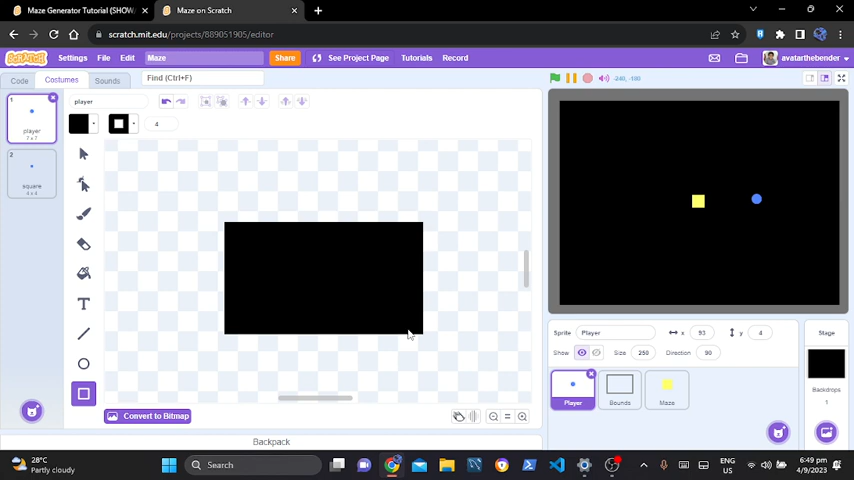 Maze Generator Tutorial (SHOW
Maze on Scratch
scratch.mit.edu/projects/889051905/editor
SCRATCH
Settings
File
Edit
Maze
Share
See Project Page
Tutorials
Record
avatarthebender
Code
Costumes
Sounds
Find (Ctrl+F)
-240, -180
1
player
7 x 7
2
square
4 x 4
player
4
Convert to Bitmap
Backpack
Sprite
Player
x
93
y
4
Show
Size
250
Direction
90
Player
Bounds
Maze
Stage
Backdrops
1
28°C
Partly cloudy
Search
ENG
US
6:49 pm
4/9/2023